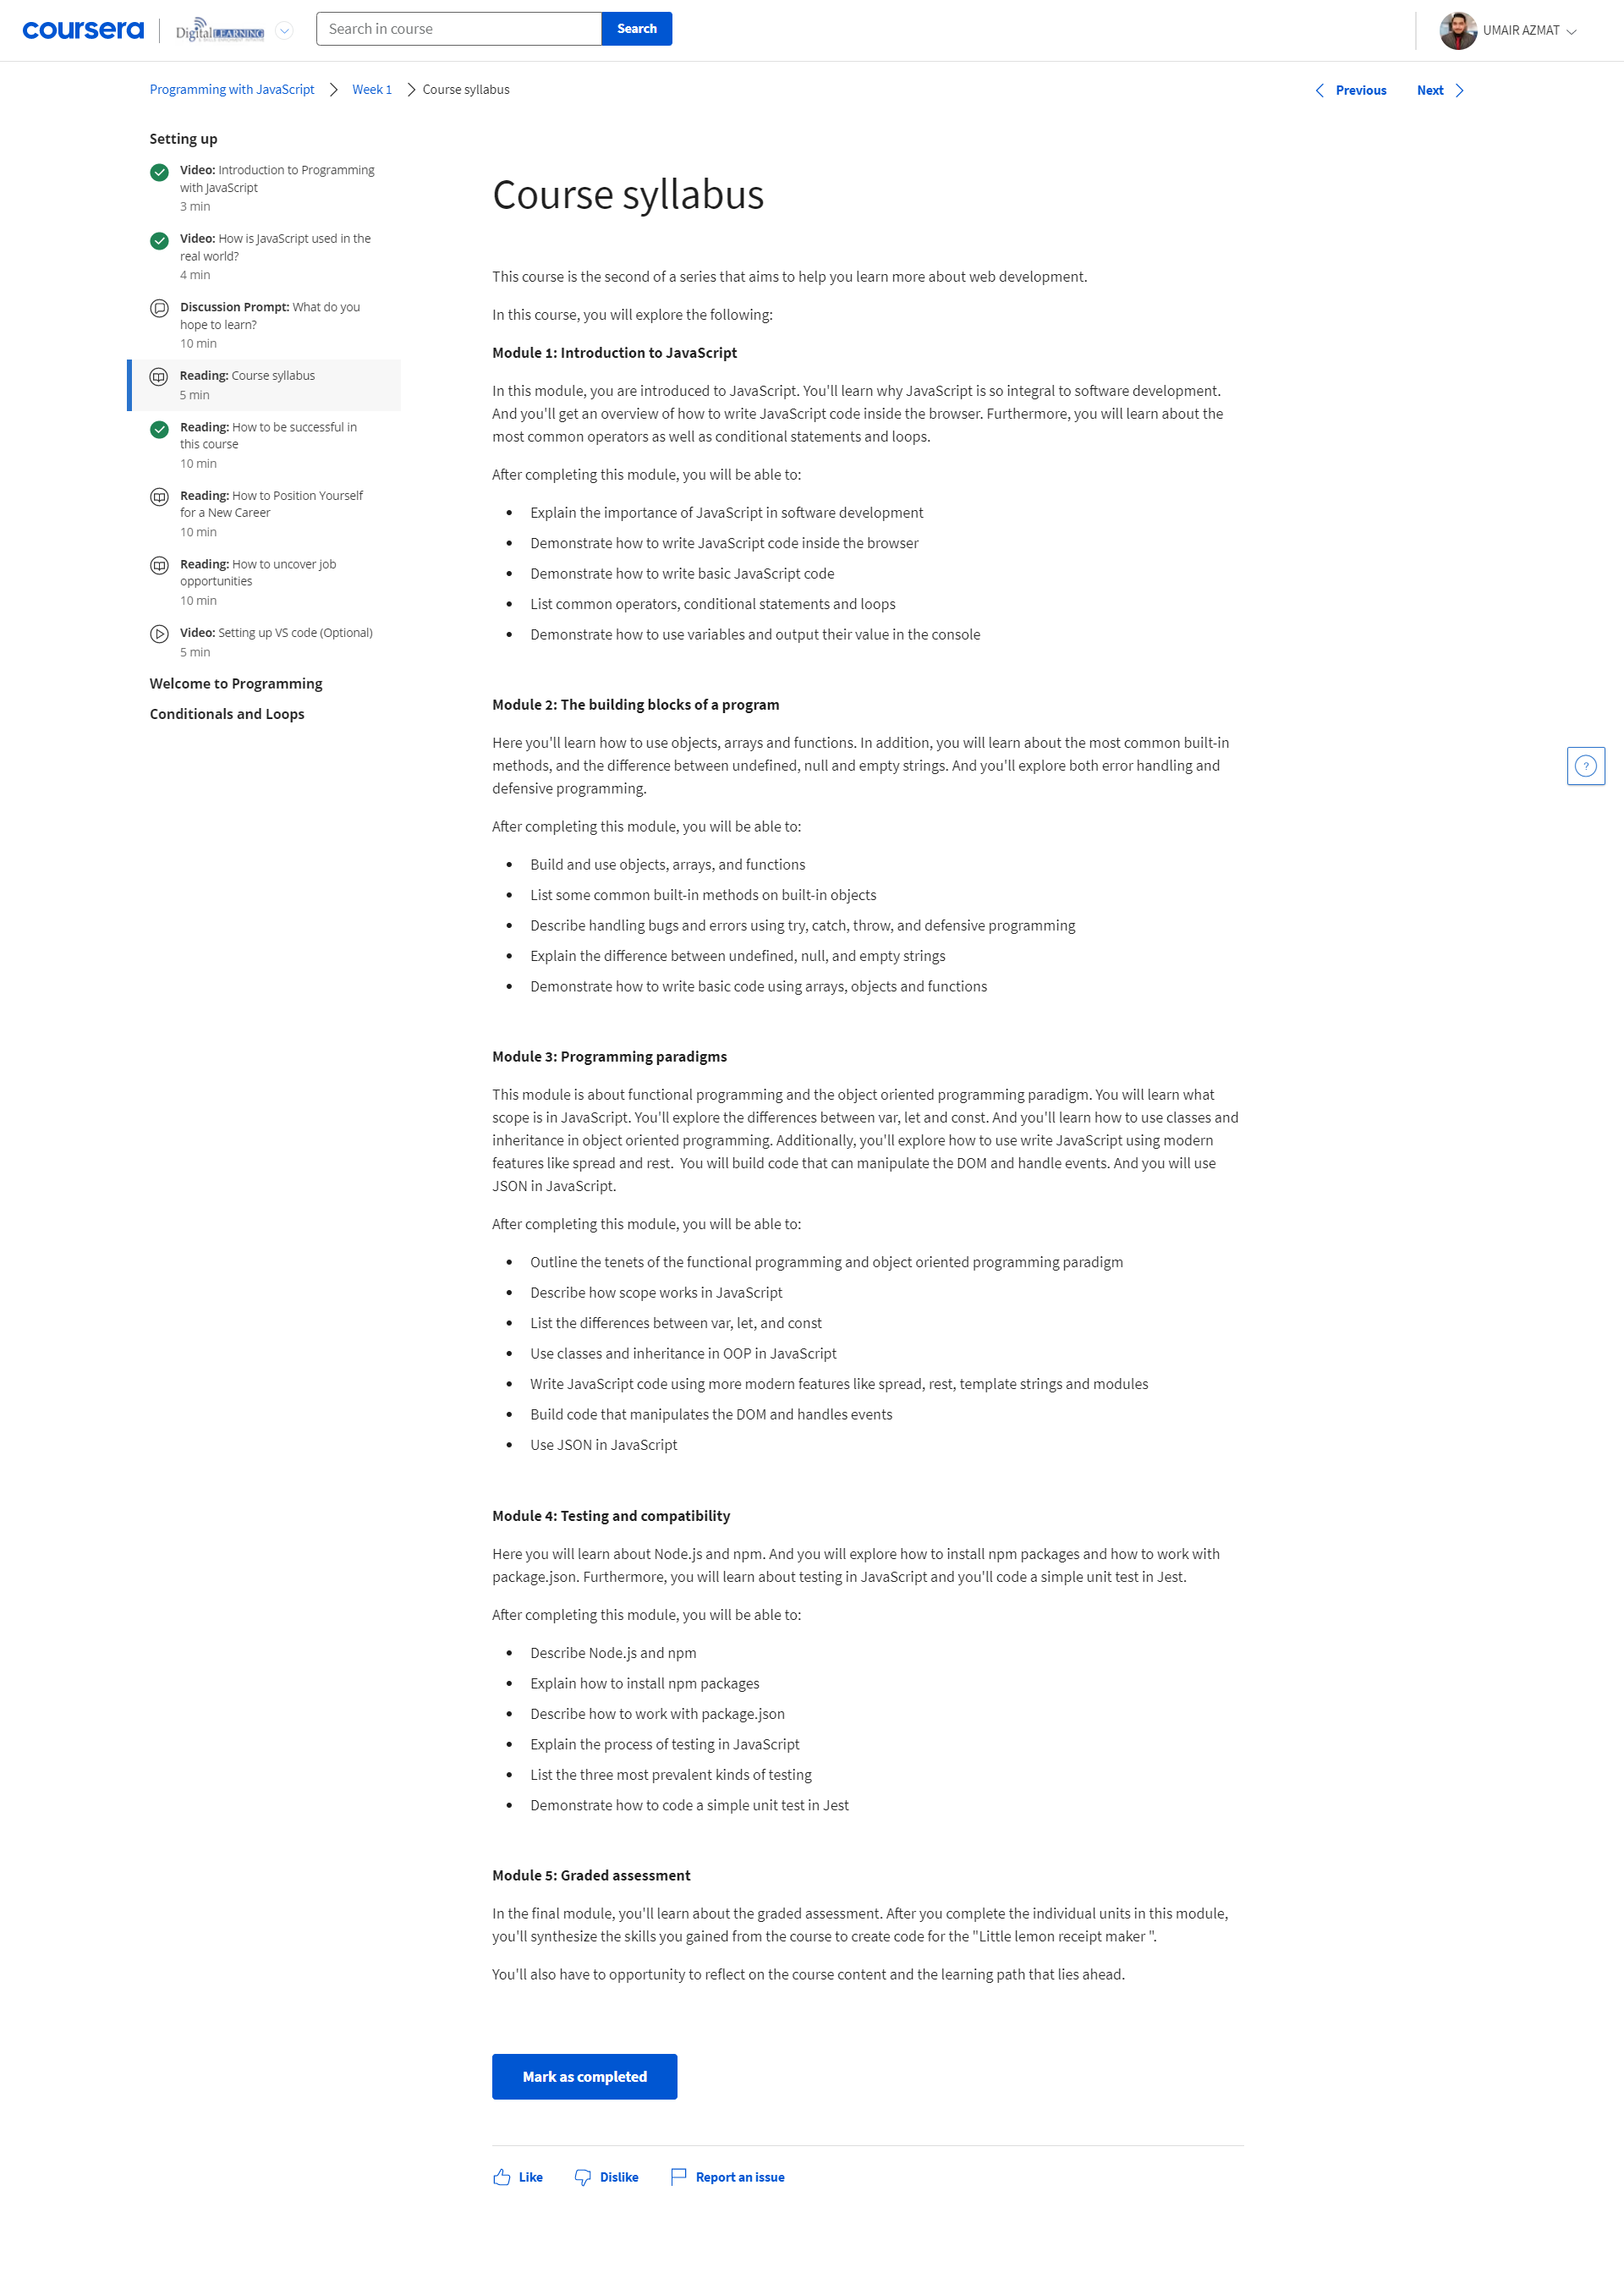 coursera
Digital LEARNING
Search in course
Search
UMAIR AZMAT
Programming with JavaScript
Week 1
Course syllabus
Previous
Next
Setting up
Video: Introduction to Programming
with JavaScript
3 min
Video: How is JavaScript used in the
real world?
4 min
Discussion Prompt: What do you
hope to learn?
10 min
Reading: Course syllabus
5 min
Reading: How to be successful in
this course
10 min
Reading: How to Position Yourself
for a New Career
10 min
Reading: How to uncover job
opportunities
10 min
Video: Setting up VS code (Optional)
5 min
Welcome to Programming
Conditionals and Loops
Course syllabus
This course is the second of a series that aims to help you learn more about web development.
In this course, you will explore the following:
Module 1: Introduction to JavaScript
In this module, you are introduced to JavaScript. You'll learn why JavaScript is so integral to software development.
And you'll get an overview of how to write JavaScript code inside the browser. Furthermore, you will learn about the
most common operators as well as conditional statements and loops.
After completing this module, you will be able to:
• Explain the importance of JavaScript in software development
• Demonstrate how to write JavaScript code inside the browser
• Demonstrate how to write basic JavaScript code
• List common operators, conditional statements and loops
• Demonstrate how to use variables and output their value in the console
Module 2: The building blocks of a program
Here you'll learn how to use objects, arrays and functions. In addition, you will learn about the most common built-in
methods, and the difference between undefined, null and empty strings. And you'll explore both error handling and
defensive programming.
After completing this module, you will be able to:
• Build and use objects, arrays, and functions
• List some common built-in methods on built-in objects
• Describe handling bugs and errors using try, catch, throw, and defensive programming
• Explain the difference between undefined, null, and empty strings
• Demonstrate how to write basic code using arrays, objects and functions
Module 3: Programming paradigms
This module is about functional programming and the object oriented programming paradigm. You will learn what
scope is in JavaScript. You'll explore the differences between var, let and const. And you'll learn how to use classes and
inheritance in object oriented programming. Additionally, you'll explore how to use write JavaScript using modern
features like spread and rest.  You will build code that can manipulate the DOM and handle events. And you will use
JSON in JavaScript.
After completing this module, you will be able to:
• Outline the tenets of the functional programming and object oriented programming paradigm
• Describe how scope works in JavaScript
• List the differences between var, let, and const
• Use classes and inheritance in OOP in JavaScript
• Write JavaScript code using more modern features like spread, rest, template strings and modules
• Build code that manipulates the DOM and handles events
• Use JSON in JavaScript
Module 4: Testing and compatibility
Here you will learn about Node.js and npm. And you will explore how to install npm packages and how to work with
package.json. Furthermore, you will learn about testing in JavaScript and you'll code a simple unit test in Jest.
After completing this module, you will be able to:
• Describe Node.js and npm
• Explain how to install npm packages
• Describe how to work with package.json
• Explain the process of testing in JavaScript
• List the three most prevalent kinds of testing
• Demonstrate how to code a simple unit test in Jest
Module 5: Graded assessment
In the final module, you'll learn about the graded assessment. After you complete the individual units in this module,
you'll synthesize the skills you gained from the course to create code for the "Little lemon receipt maker ".
You'll also have to opportunity to reflect on the course content and the learning path that lies ahead.
Mark as completed
Like
Dislike
Report an issue
?